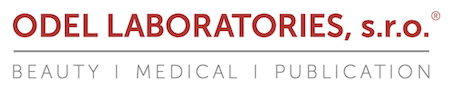 ODEL LABORATORIES, s.r.o.®
BEAUTY | MEDICAL | PUBLICATION